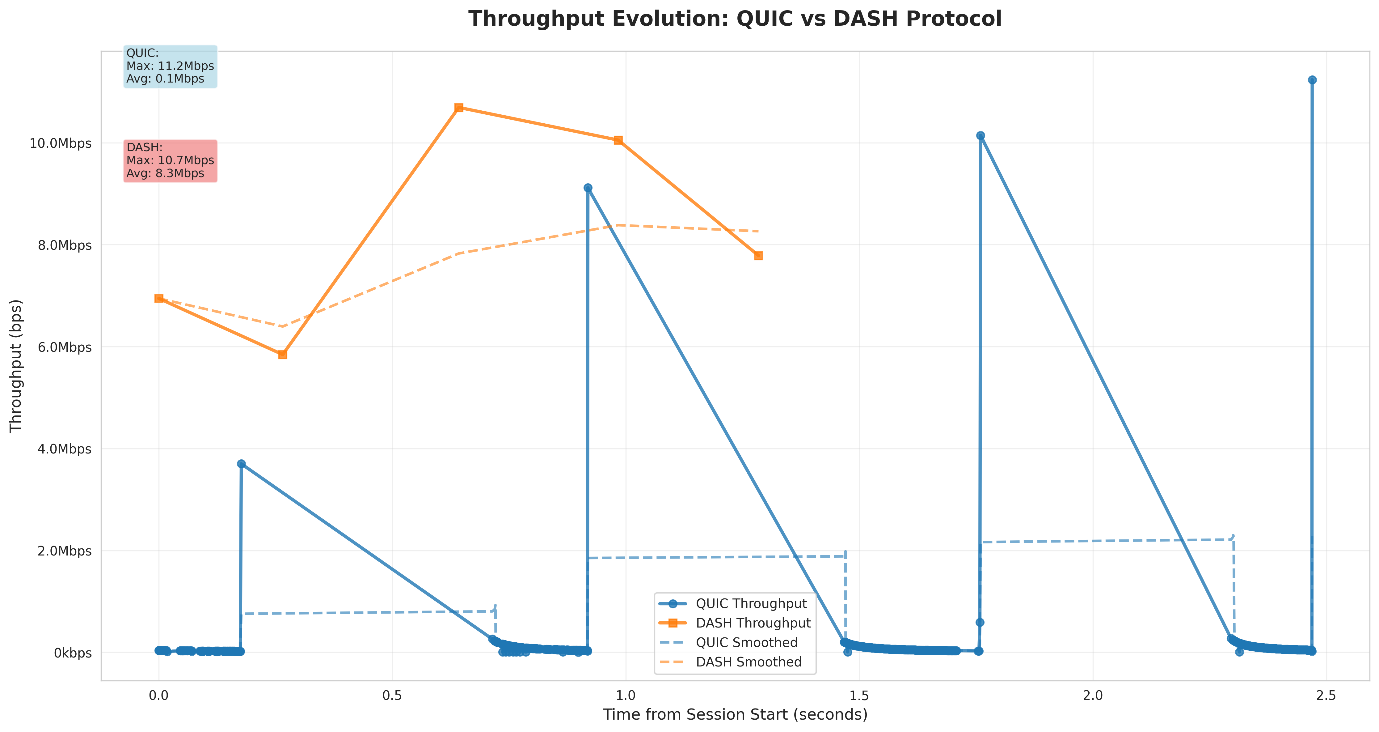 Throughput Evolution: QUIC vs DASH Protocol
QUIC:
Max: 11.2Mbps
Avg: 0.1Mbps
DASH:
Max: 10.7Mbps
Avg: 8.3Mbps
Throughput (bps)
10.0Mbps
8.0Mbps
6.0Mbps
4.0Mbps
2.0Mbps
0kbps
QUIC Throughput
DASH Throughput
QUIC Smoothed
DASH Smoothed
0.0
0.5
1.0
1.5
2.0
2.5
Time from Session Start (seconds)